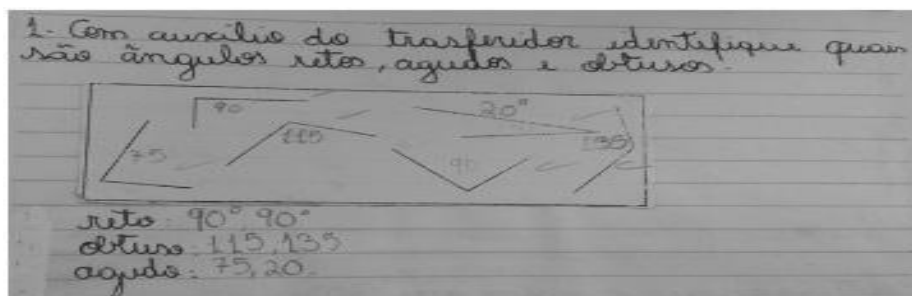 1- Com auxilio do trasferidor identifique quais
são ângulos retos, agudos e obtusos.
90
20°
115
135
75
90
reto: 90°, 90°
obtuso: 115, 135
agudo: 75, 20